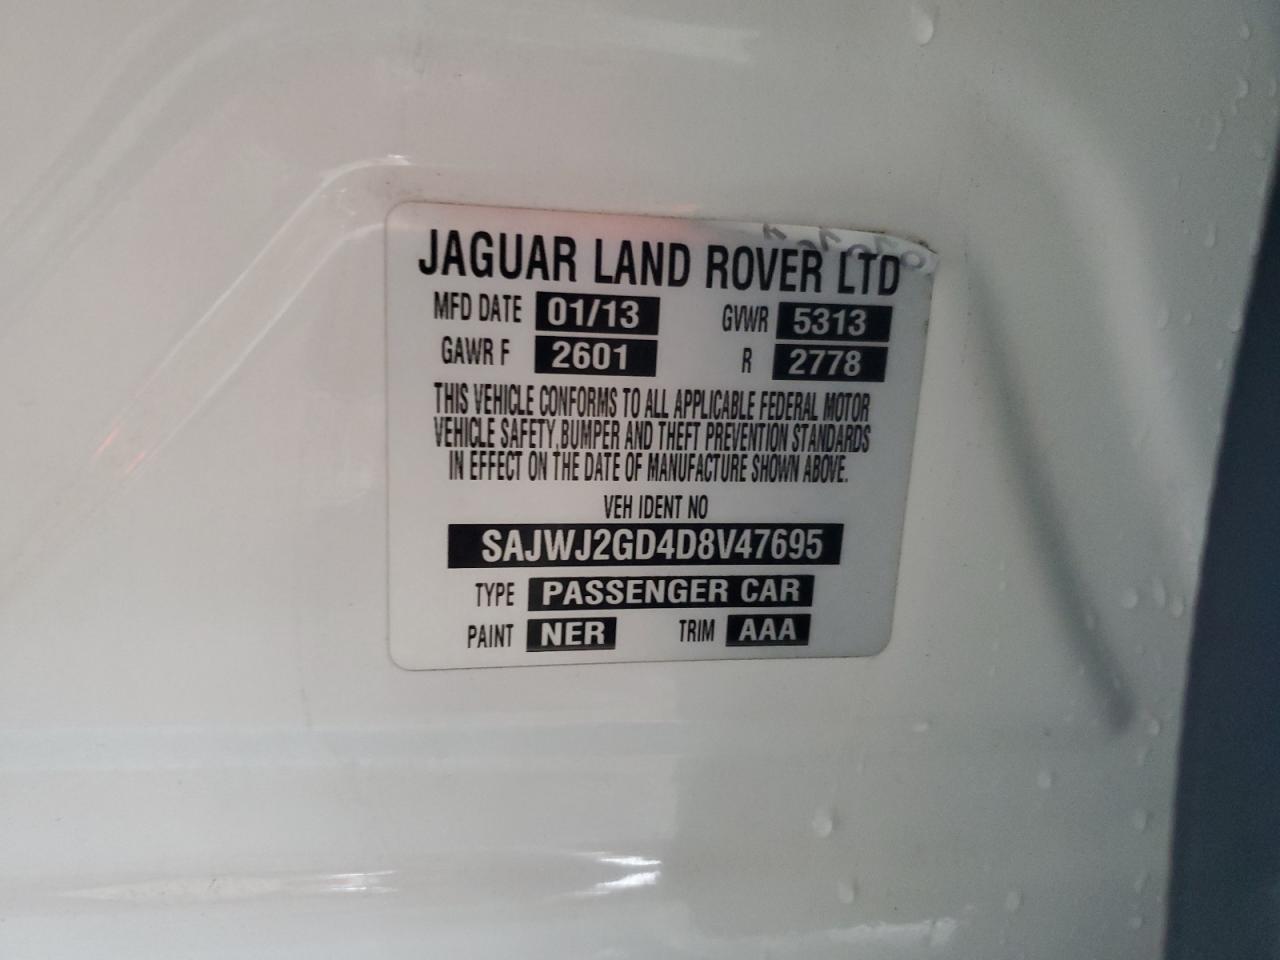 JAGUAR LAND ROVER LTD
MFD DATE 01/13 GVWR 5313
GAWR F 2601 R 2778
THIS VEHICLE CONFORMS TO ALL APPLICABLE FEDERAL MOTOR
VEHICLE SAFETY, BUMPER AND THEFT PREVENTION STANDARDS
IN EFFECT ON THE DATE OF MANUFACTURE SHOWN ABOVE.
VEH IDENT NO
SAJWJ2GD4D8V47695
TYPE PASSENGER CAR
PAINT NER TRIM AAA